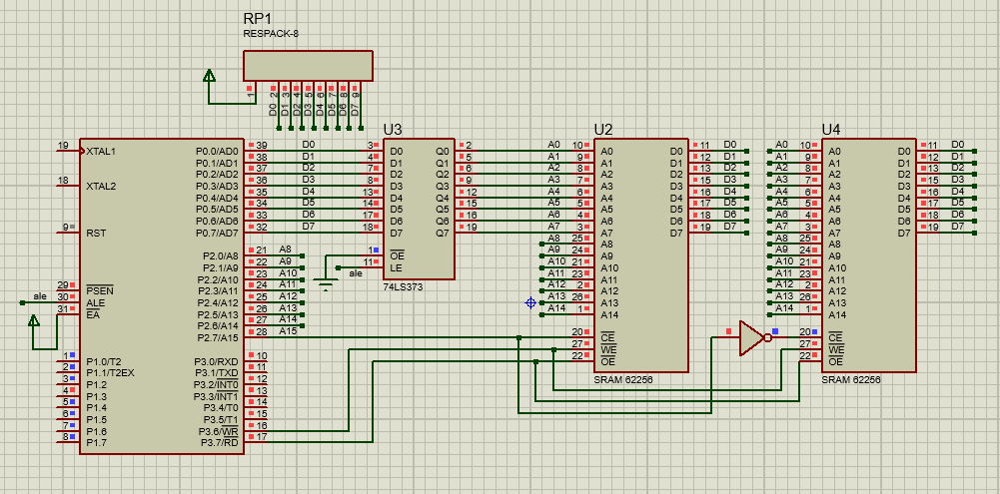 RP1
RESPACK-8
1 2 3 4 5 6 7 8 9
D0 D1 D2 D3 D4 D5 D6 D7
U3
U2
U4
19 XTAL1
18 XTAL2
9 RST
29 PSEN
ale 30 ALE
31 EA
1 P1.0/T2
2 P1.1/T2EX
3 P1.2
4 P1.3
5 P1.4
6 P1.5
7 P1.6
8 P1.7
P0.0/AD0 39 D0
P0.1/AD1 38 D1
P0.2/AD2 37 D2
P0.3/AD3 36 D3
P0.4/AD4 35 D4
P0.5/AD5 34 D5
P0.6/AD6 33 D6
P0.7/AD7 32 D7
P2.0/A8 21 A8
P2.1/A9 22 A9
P2.2/A10 23 A10
P2.3/A11 24 A11
P2.4/A12 25 A12
P2.5/A13 26 A13
P2.6/A14 27 A14
P2.7/A15 28 A15
P3.0/RXD 10
P3.1/TXD 11
P3.2/INT0 12
P3.3/INT1 13
P3.4/T0 14
P3.5/T1 15
P3.6/WR 16
P3.7/RD 17
3 D0 Q0 2 A0
4 D1 Q1 5 A1
7 D2 Q2 6 A2
8 D3 Q3 9 A3
13 D4 Q4 12 A4
14 D5 Q5 15 A5
17 D6 Q6 16 A6
18 D7 Q7 19 A7
1 OE
11 LE
ale
74LS373
10 A0 D0 11 D0
9 A1 D1 12 D1
8 A2 D2 13 D2
7 A3 D3 15 D3
6 A4 D4 16 D4
5 A5 D5 17 D5
4 A6 D6 18 D6
3 A7 D7 19 D7
A8 25 A8
A9 24 A9
A10 21 A10
A11 23 A11
A12 2 A12
A13 26 A13
A14 1 A14
20 CE
27 WE
22 OE
SRAM 62256
A0 10 A0 D0 11 D0
A1 9 A1 D1 12 D1
A2 8 A2 D2 13 D2
A3 7 A3 D3 15 D3
A4 6 A4 D4 16 D4
A5 5 A5 D5 17 D5
A6 4 A6 D6 18 D6
A7 3 A7 D7 19 D7
A8 25 A8
A9 24 A9
A10 21 A10
A11 23 A11
A12 2 A12
A13 26 A13
A14 1 A14
20 CE
27 WE
22 OE
SRAM 62256